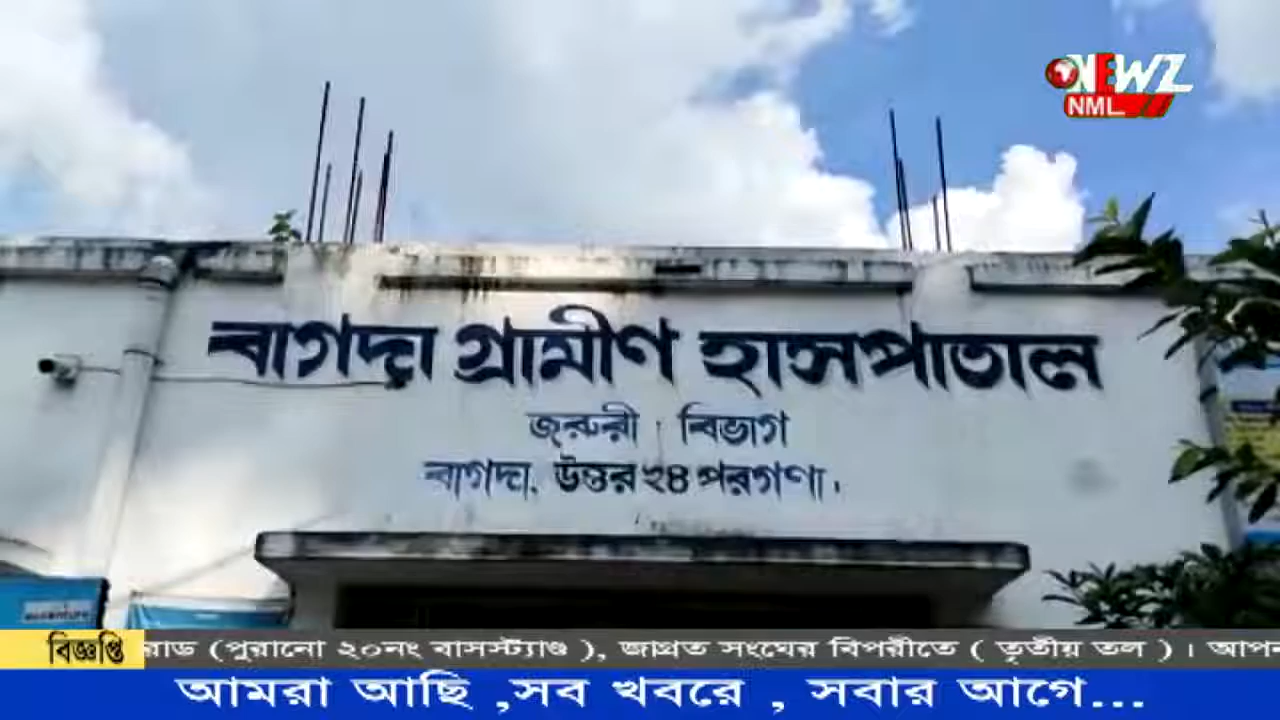 NEWZ
NML
বাগদা গ্রামীণ হাসপাতাল
জরুরী বিভাগ
বাগদা, উত্তর ২৪ পরগণা.
বিজ্ঞপ্তি রাড (পুরানো ২০নং বাসস্ট্যাণ্ড ), জাগ্রত সংঘের বিপরীতে ( তৃতীয় তল ) । আপন
আমরা আছি ,সব খবরে , সবার আগে...